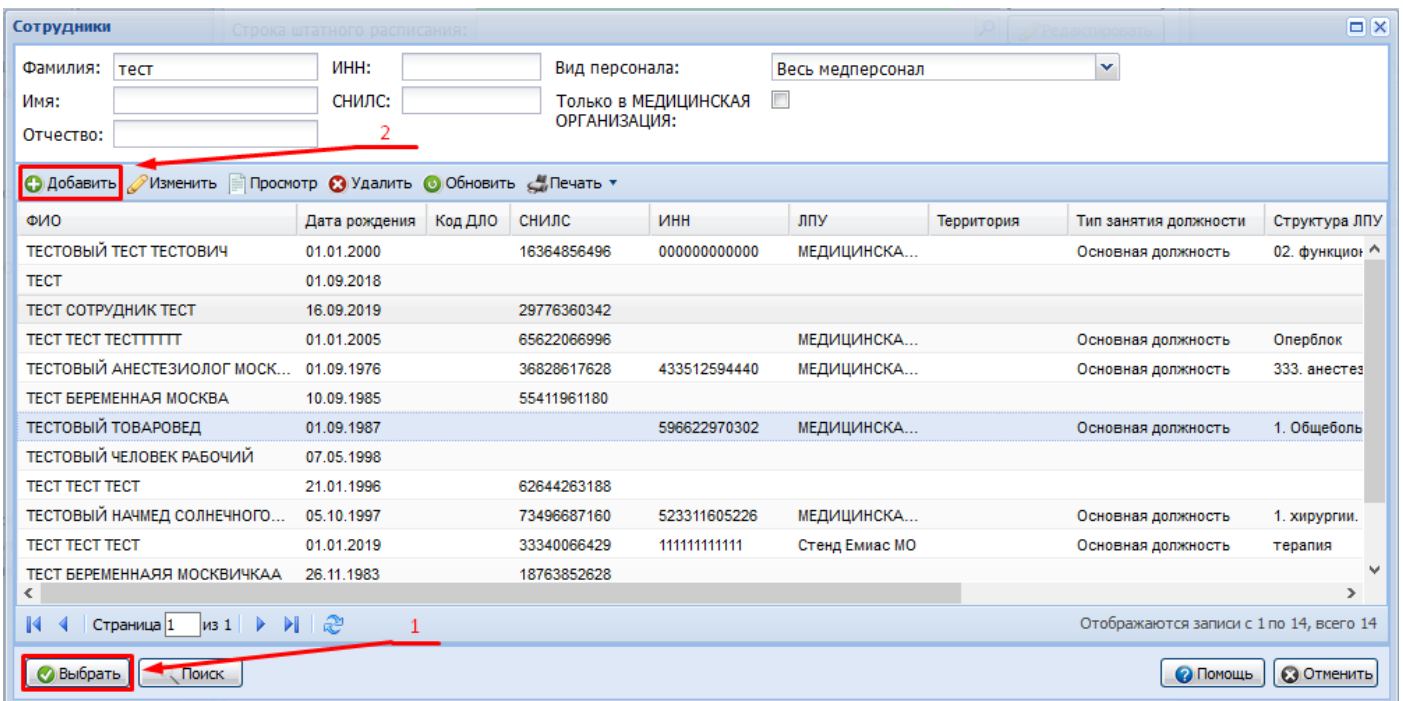 Строка штатного расписания: Редактировать
Сотрудники
Фамилия: тест ИНН: Вид персонала: Весь медперсонал
Имя: СНИЛС: Только в МЕДИЦИНСКАЯ
ОРГАНИЗАЦИЯ:
Отчество:
2
Добавить Изменить Просмотр Удалить Обновить Печать
ФИО Дата рождения Код ДЛО СНИЛС ИНН ЛПУ Территория Тип занятия должности Структура ЛПУ
ТЕСТОВЫЙ ТЕСТ ТЕСТОВИЧ 01.01.2000 16364856496 000000000000 МЕДИЦИНСКА... Основная должность 02. функцион
ТЕСТ 01.09.2018
ТЕСТ СОТРУДНИК ТЕСТ 16.09.2019 29776360342
ТЕСТ ТЕСТ ТЕСТТТТТТ 01.01.2005 65622066996 МЕДИЦИНСКА... Основная должность Оперблок
ТЕСТОВЫЙ АНЕСТЕЗИОЛОГ МОСК... 01.09.1976 36828617628 433512594440 МЕДИЦИНСКА... Основная должность 333. анестез
ТЕСТ БЕРЕМЕННАЯ МОСКВА 10.09.1985 55411961180
ТЕСТОВЫЙ ТОВАРОВЕД 01.09.1987 596622970302 МЕДИЦИНСКА... Основная должность 1. Общеболь
ТЕСТОВЫЙ ЧЕЛОВЕК РАБОЧИЙ 07.05.1998
ТЕСТ ТЕСТ ТЕСТ 21.01.1996 62644263188
ТЕСТОВЫЙ НАЧМЕД СОЛНЕЧНОГО... 05.10.1997 73496687160 523311605226 МЕДИЦИНСКА... Основная должность 1. хирургии.
ТЕСТ ТЕСТ ТЕСТ 01.01.2019 33340066429 111111111111 Стенд Емиас МО Основная должность терапия
ТЕСТ БЕРЕМЕННАЯЯ МОСКВИЧКАА 26.11.1983 18763852628
Страница 1 из 1 Отображаются записи с 1 по 14, всего 14
1
Выбрать Поиск Помощь Отменить